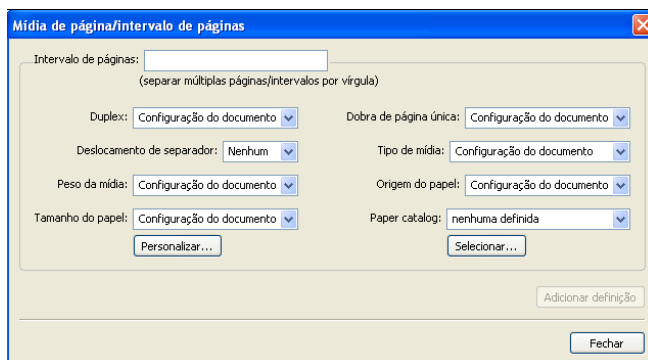 Mídia de página/intervalo de páginas
Intervalo de páginas:
(separar múltiplas páginas/intervalos por vírgula)
Duplex: Configuração do documento
Dobra de página única: Configuração do documento
Deslocamento de separador: Nenhum
Tipo de mídia: Configuração do documento
Peso da mídia: Configuração do documento
Origem do papel: Configuração do documento
Tamanho do papel: Configuração do documento
Paper catalog: nenhuma definida
Personalizar...
Selecionar...
Adicionar definição
Fechar